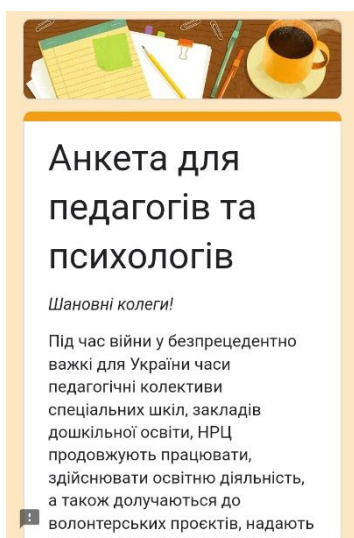 Анкета для
педагогів та
психологів
Шановні колеги!
Під час війни у безпрецедентно
важкі для України часи
педагогічні колективи
спеціальних шкіл, закладів
дошкільної освіти, НРЦ
продовжують працювати,
здійснювати освітню діяльність,
а також долучаються до
волонтерських проєктів, надають